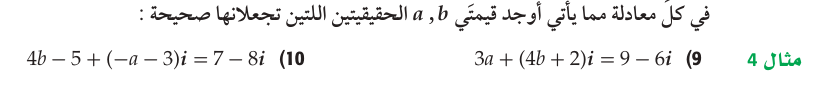 في كل معادلة مما يأتي أوجد قيمتَي a , b الحقيقيتين اللتين تجعلانها صحيحة :
مثال 4 (9 3a + (4b + 2)i = 9 − 6i (10 4b − 5 + (−a − 3)i = 7 − 8i